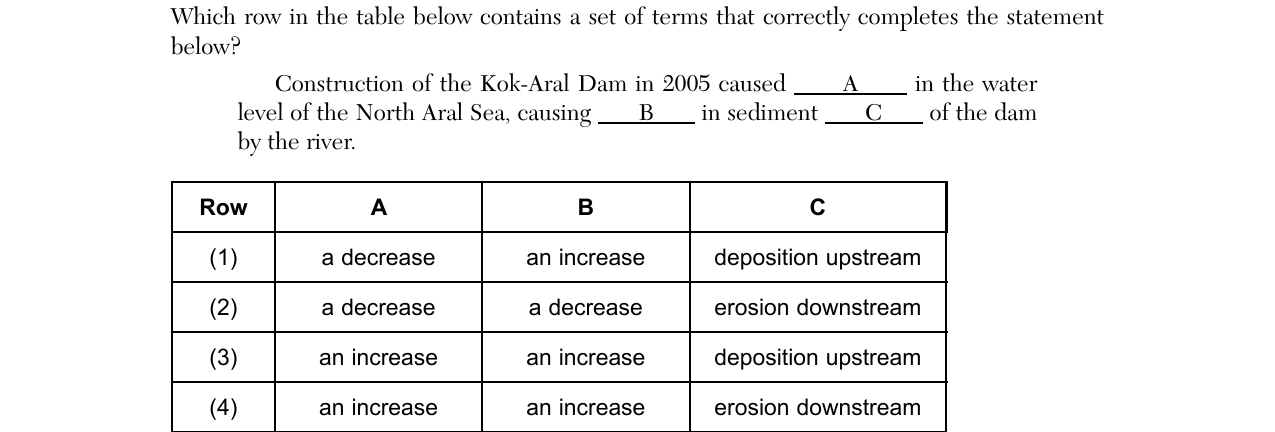 Which row in the table below contains a set of terms that correctly completes the statement
below?
Construction of the Kok-Aral Dam in 2005 caused A in the water
level of the North Aral Sea, causing B in sediment C of the dam
by the river.
Row A B C
(1) a decrease an increase deposition upstream
(2) a decrease a decrease erosion downstream
(3) an increase an increase deposition upstream
(4) an increase an increase erosion downstream